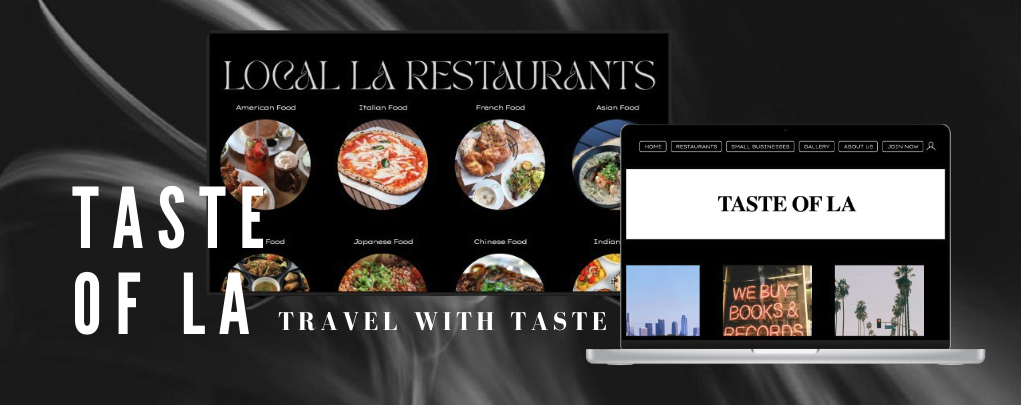 LOCAL LA RESTAURANTS
American Food
Italian Food
French Food
Asian Food
Food
Japanese Food
Chinese Food
Indian
TASTE
OF LA
TRAVEL WITH TASTE
HOME
RESTAURANTS
SMALL BUSINESSES
GALLERY
ABOUT US
JOIN NOW
TASTE OF LA
WE BUY
BOOKS &
RECORDS